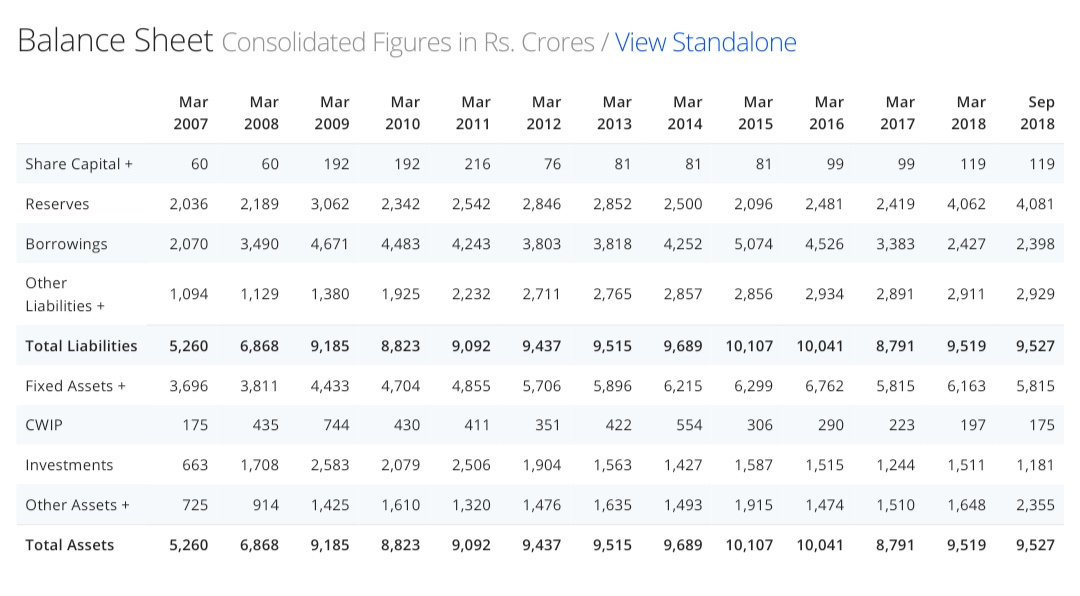 Balance Sheet Consolidated Figures in Rs. Crores / View Standalone
Mar 2007 Mar 2008 Mar 2009 Mar 2010 Mar 2011 Mar 2012 Mar 2013 Mar 2014 Mar 2015 Mar 2016 Mar 2017 Mar 2018 Sep 2018
Share Capital + 60 60 192 192 216 76 81 81 81 99 99 119 119
Reserves 2,036 2,189 3,062 2,342 2,542 2,846 2,852 2,500 2,096 2,481 2,419 4,062 4,081
Borrowings 2,070 3,490 4,671 4,483 4,243 3,803 3,818 4,252 5,074 4,526 3,383 2,427 2,398
Other Liabilities + 1,094 1,129 1,380 1,925 2,232 2,711 2,765 2,857 2,856 2,934 2,891 2,911 2,929
Total Liabilities 5,260 6,868 9,185 8,823 9,092 9,437 9,515 9,689 10,107 10,041 8,791 9,519 9,527
Fixed Assets + 3,696 3,811 4,433 4,704 4,855 5,706 5,896 6,215 6,299 6,762 5,815 6,163 5,815
CWIP 175 435 744 430 411 351 422 554 306 290 223 197 175
Investments 663 1,708 2,583 2,079 2,506 1,904 1,563 1,427 1,587 1,515 1,244 1,511 1,181
Other Assets + 725 914 1,425 1,610 1,320 1,476 1,635 1,493 1,915 1,474 1,510 1,648 2,355
Total Assets 5,260 6,868 9,185 8,823 9,092 9,437 9,515 9,689 10,107 10,041 8,791 9,519 9,527